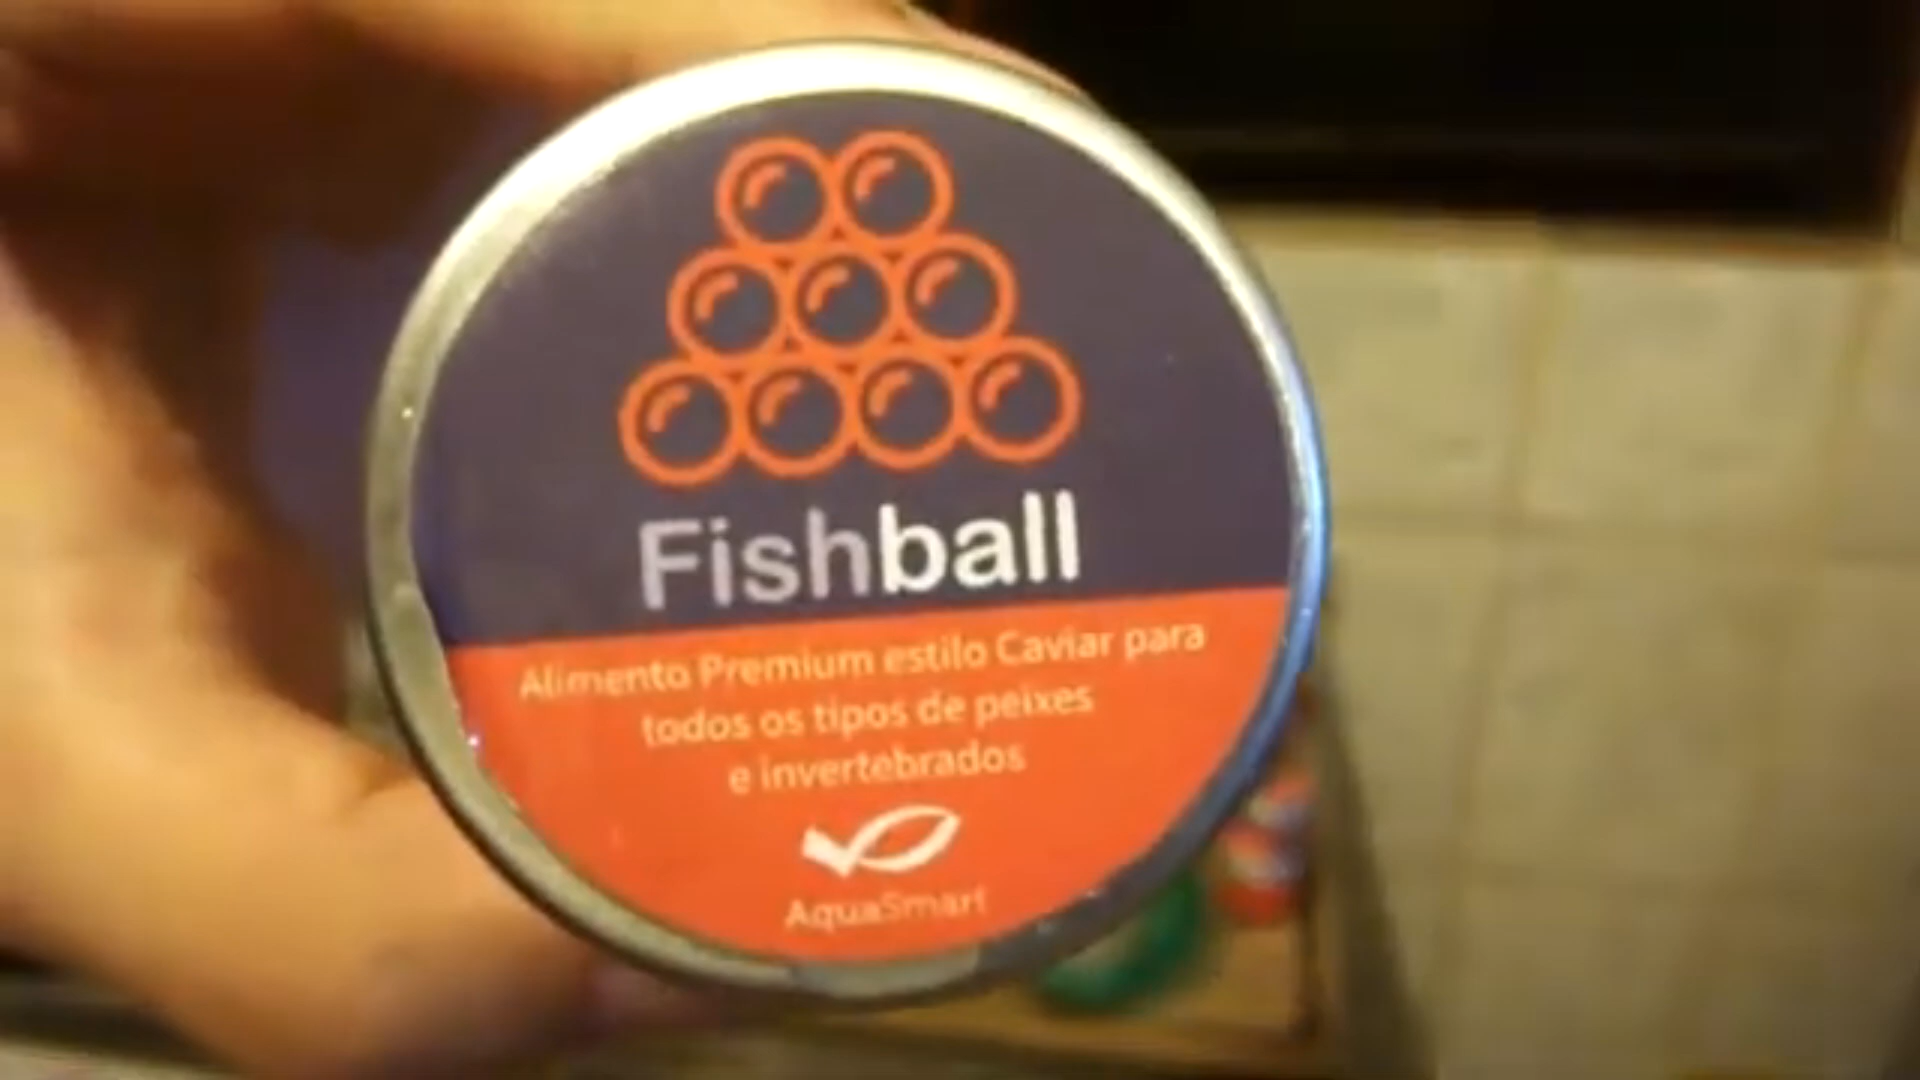 Fishball
Alimento Premium estilo Caviar para
todos os tipos de peixes
e invertebrados
AquaSmart